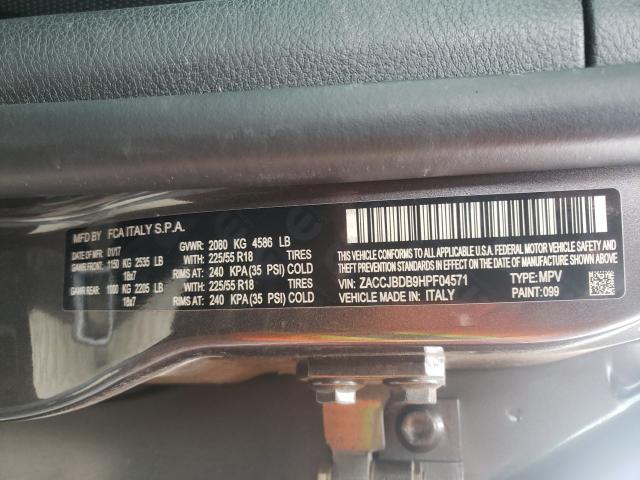 MFD BY FCA ITALY S.P.A.
DATE OF MFR: 01/17 GVWR: 2080 KG 4586 LB
GAWR FRONT: 1150 KG 2535 LB WITH: 225/55 R18 TIRES
18x7 RIMS AT: 240 KPA(35 PSI) COLD
GAWR REAR: 1000 KG 2205 LB WITH: 225/55 R18 TIRES
18x7 RIMS AT: 240 KPA (35 PSI) COLD
THIS VEHICLE CONFORMS TO ALL APPLICABLE U.S.A. FEDERAL MOTOR VEHICLE SAFETY,
BUMPER, AND THEFT PREVENTION STANDARDS IN EFFECT ON THE DATE OF MANUFACTURE SHOWN ABOVE.
VIN: ZACCJBDB9HPF04571 TYPE: MPV
VEHICLE MADE IN: ITALY PAINT: 099